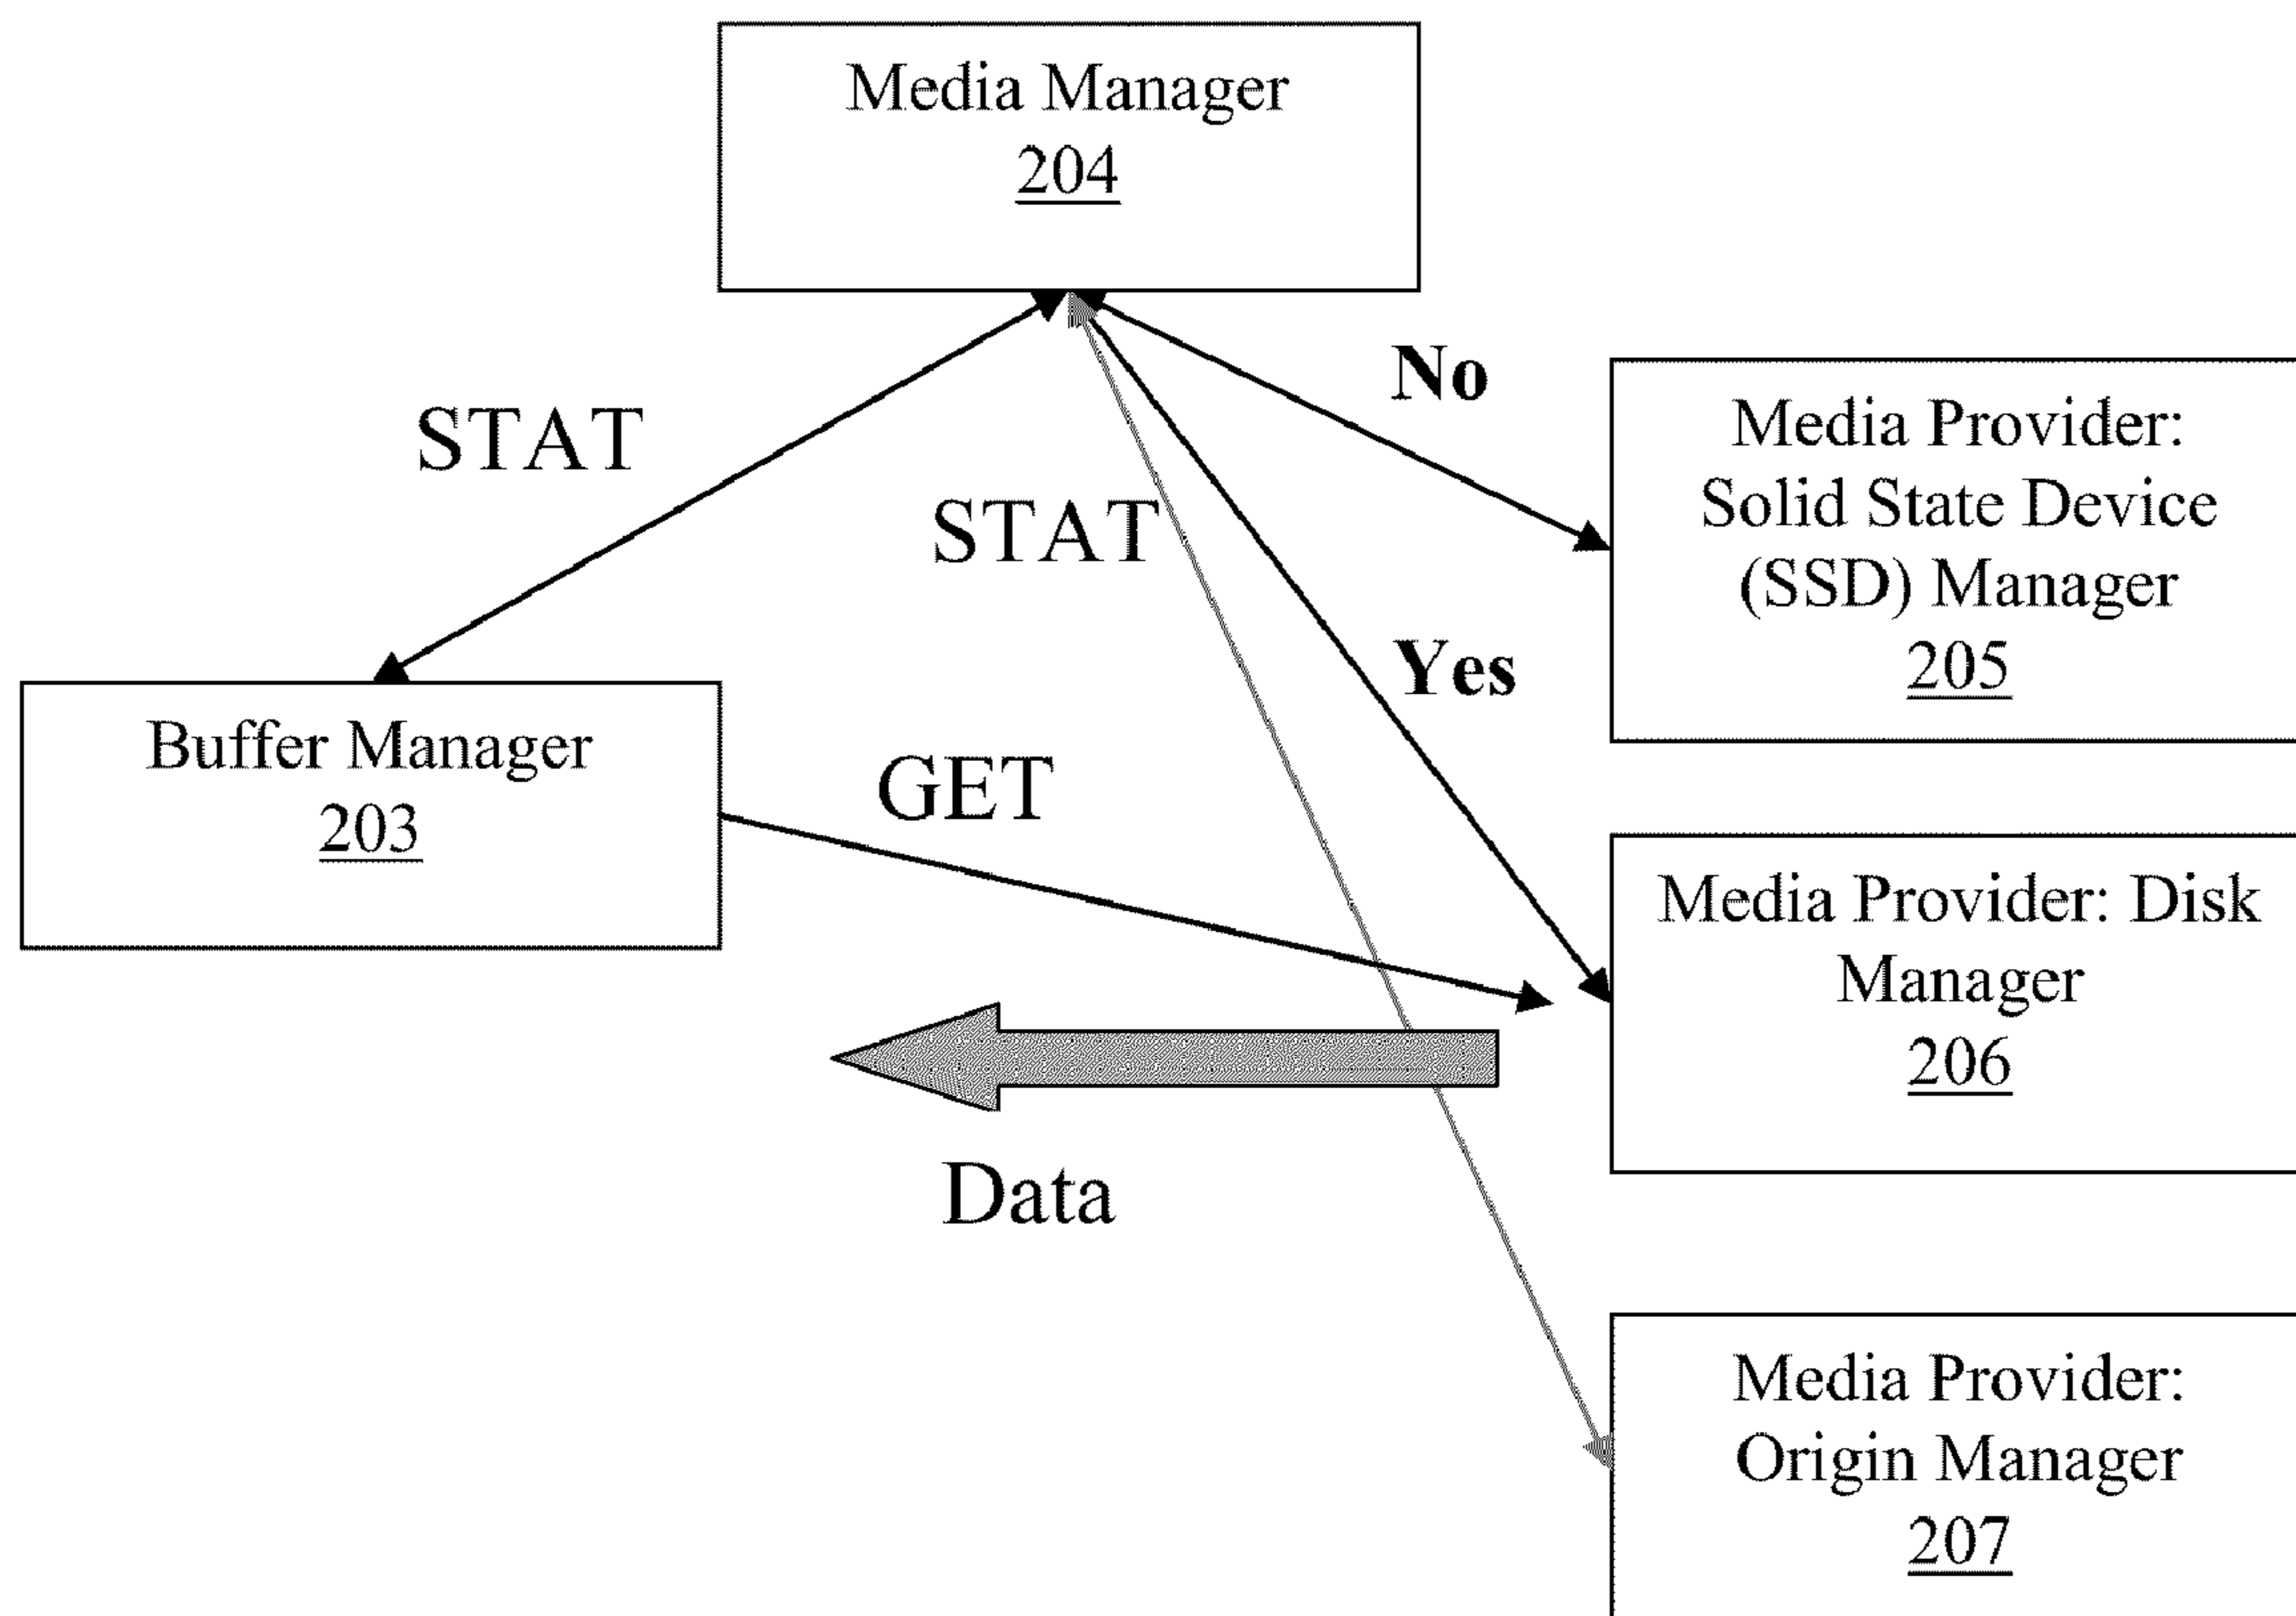 Media Manager
204
STAT
No
STAT
Media Provider:
Solid State Device
(SSD) Manager
205
Yes
Buffer Manager
203
GET
Media Provider: Disk
Manager
206
Data
Media Provider:
Origin Manager
207